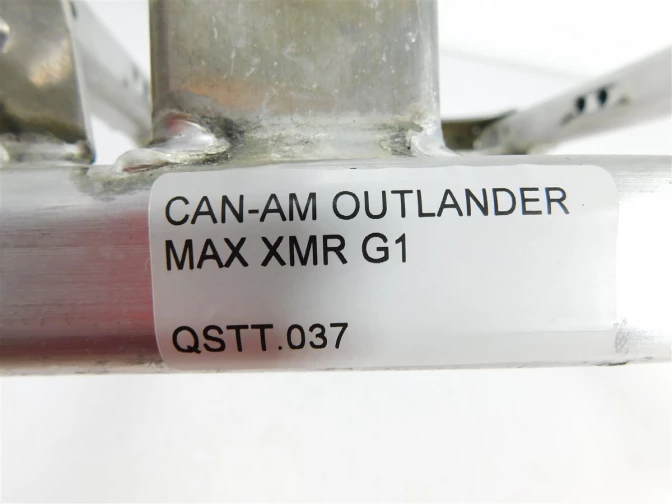 CAN-AM OUTLANDER
MAX XMR G1
QSTT.037